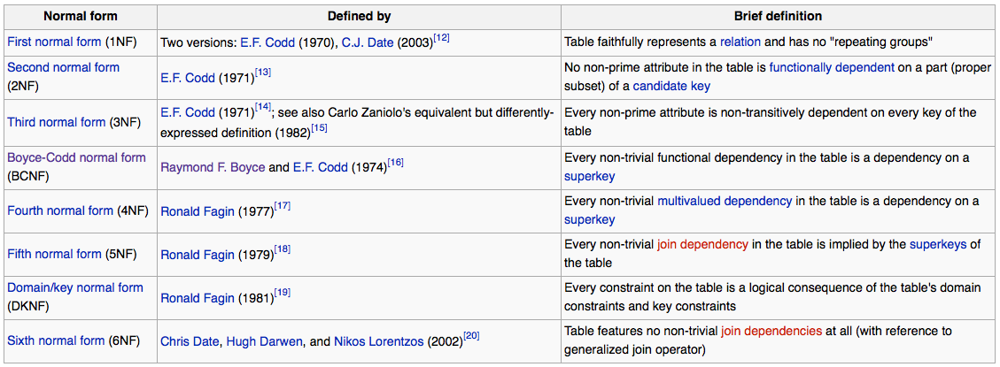 Normal form Defined by Brief definition
First normal form (1NF) Two versions: E.F. Codd (1970), C.J. Date (2003)[12] Table faithfully represents a relation and has no "repeating groups"
Second normal form
(2NF)
E.F. Codd (1971)[13]
No non-prime attribute in the table is functionally dependent on a part (proper
subset) of a candidate key
Third normal form (3NF)
E.F. Codd (1971)[14]; see also Carlo Zaniolo's equivalent but differently-
expressed definition (1982)[15]
Every non-prime attribute is non-transitively dependent on every key of the
table
Boyce-Codd normal form
(BCNF)
Raymond F. Boyce and E.F. Codd (1974)[16]
Every non-trivial functional dependency in the table is a dependency on a
superkey
Fourth normal form (4NF)
Ronald Fagin (1977)[17]
Every non-trivial multivalued dependency in the table is a dependency on a
superkey
Fifth normal form (5NF)
Ronald Fagin (1979)[18]
Every non-trivial join dependency in the table is implied by the superkeys of
the table
Domain/key normal form
(DKNF)
Ronald Fagin (1981)[19]
Every constraint on the table is a logical consequence of the table's domain
constraints and key constraints
Sixth normal form (6NF)
Chris Date, Hugh Darwen, and Nikos Lorentzos (2002)[20]
Table features no non-trivial join dependencies at all (with reference to
generalized join operator)